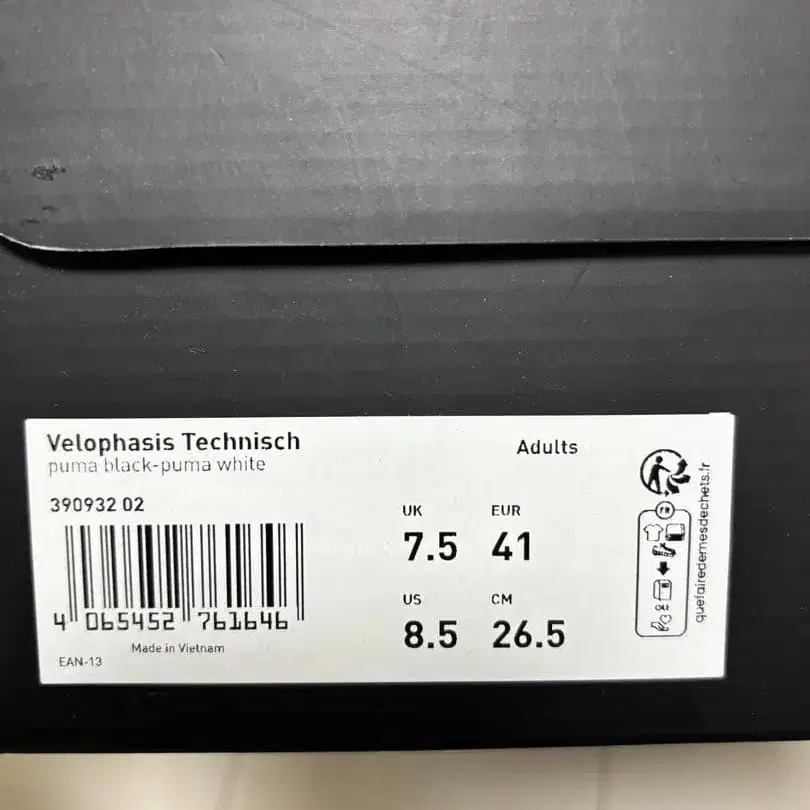 Velophasis Technisch
puma black-puma white
Adults
390932 02
UK
7.5
EUR
41
US
8.5
CM
26.5
4 065452 761646
Made in Vietnam
EAN-13
FR
OU
quefairedemesdechets.fr